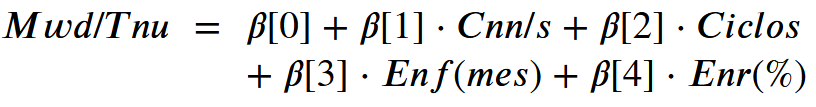 Mwd/Tnu = β[0] + β[1] · Cnn/s + β[2] · Ciclos
+ β[3] · Enf(mes) + β[4] · Enr(%)